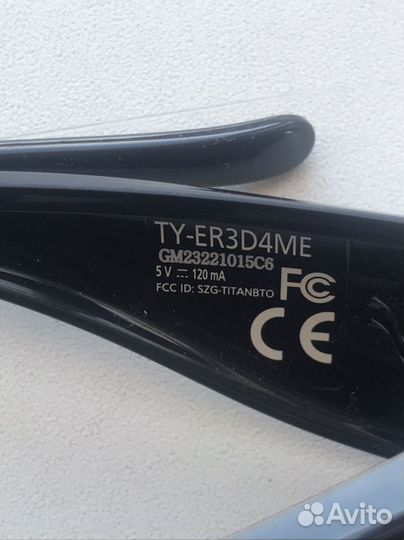 TY-ER3D4ME
GM23221015C6
5 V ⎓ 120 mA
FCC ID: SZG-TITANBTO
FC
CE
Avito